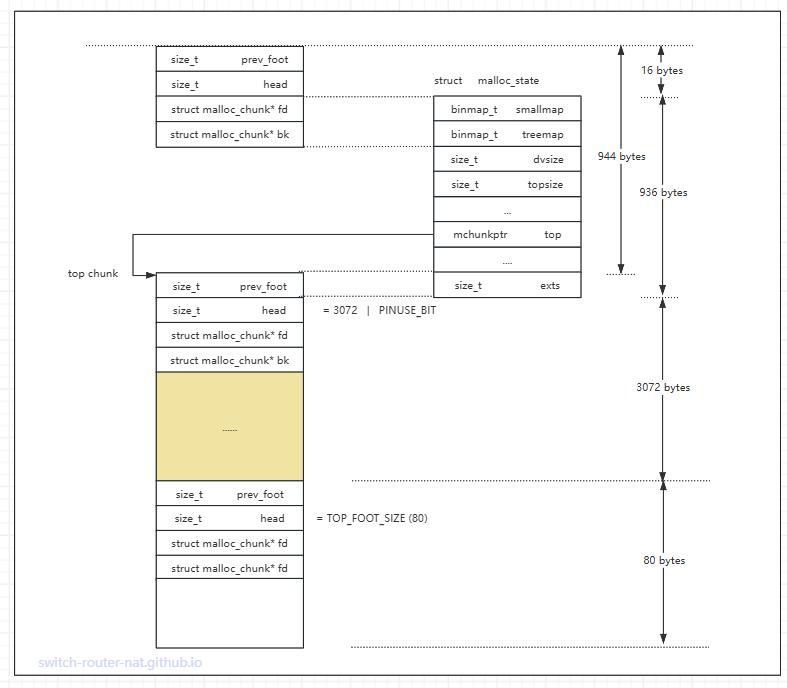 size_t prev_foot
16 bytes
struct malloc_state
size_t head
struct malloc_chunk* fd
binmap_t smallmap
struct malloc_chunk* bk
binmap_t treemap
size_t dvsize
944 bytes
size_t topsize
936 bytes
...
mchunkptr top
....
top chunk
size_t prev_foot
size_t exts
size_t head
= 3072 | PINUSE_BIT
struct malloc_chunk* fd
struct malloc_chunk* bk
3072 bytes
......
size_t prev_foot
size_t head
= TOP_FOOT_SIZE (80)
struct malloc_chunk* fd
80 bytes
struct malloc_chunk* fd
switch-router-nat.github.io